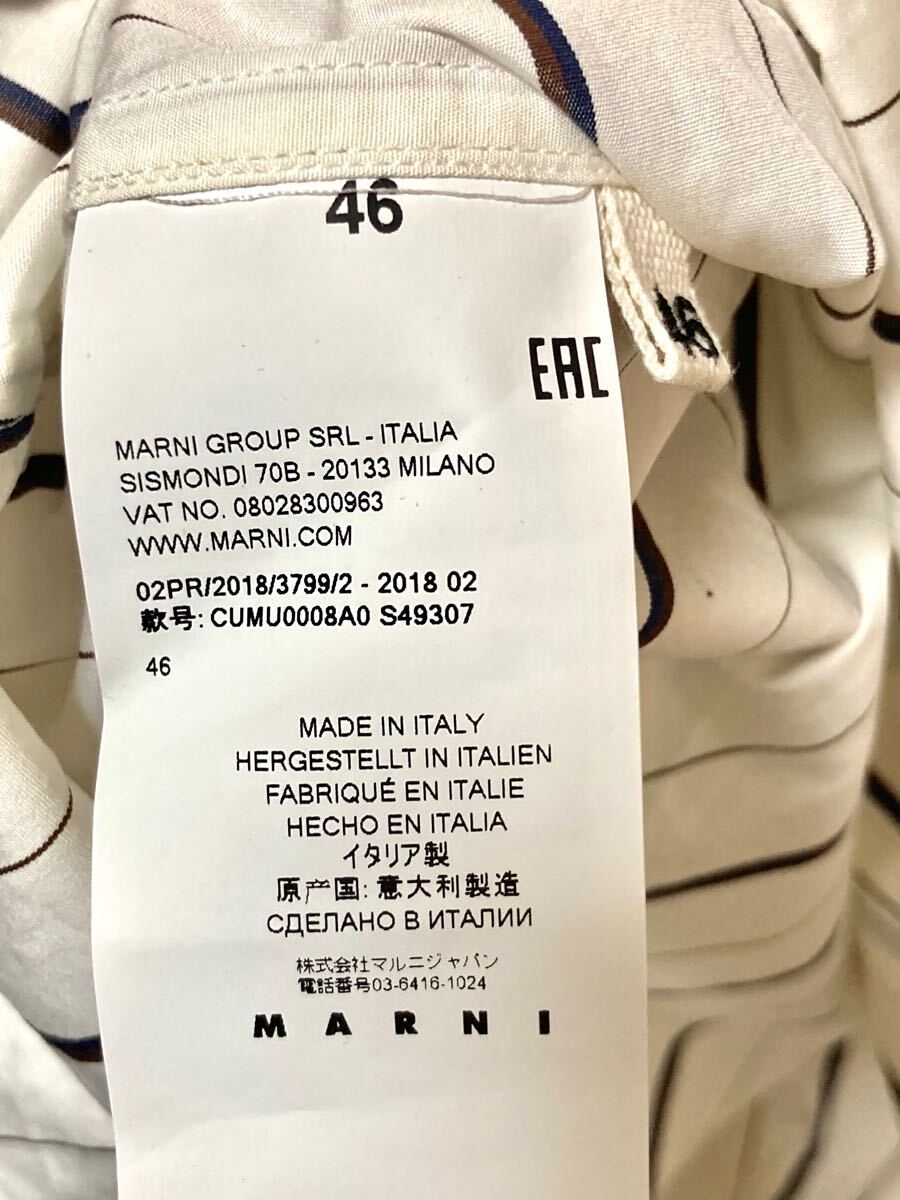 46
46
EAC
MARNI GROUP SRL - ITALIA
SISMONDI 70B - 20133 MILANO
VAT NO. 08028300963
WWW.MARNI.COM
02PR/2018/3799/2 - 2018 02
款号: CUMU0008A0 S49307
46
MADE IN ITALY
HERGESTELLT IN ITALIEN
FABRIQUÉ EN ITALIE
HECHO EN ITALIA
イタリア製
原产国: 意大利製造
СДЕЛАНО В ИТАЛИИ
株式会社マルニジャパン
電話番号03-6416-1024
MARNI